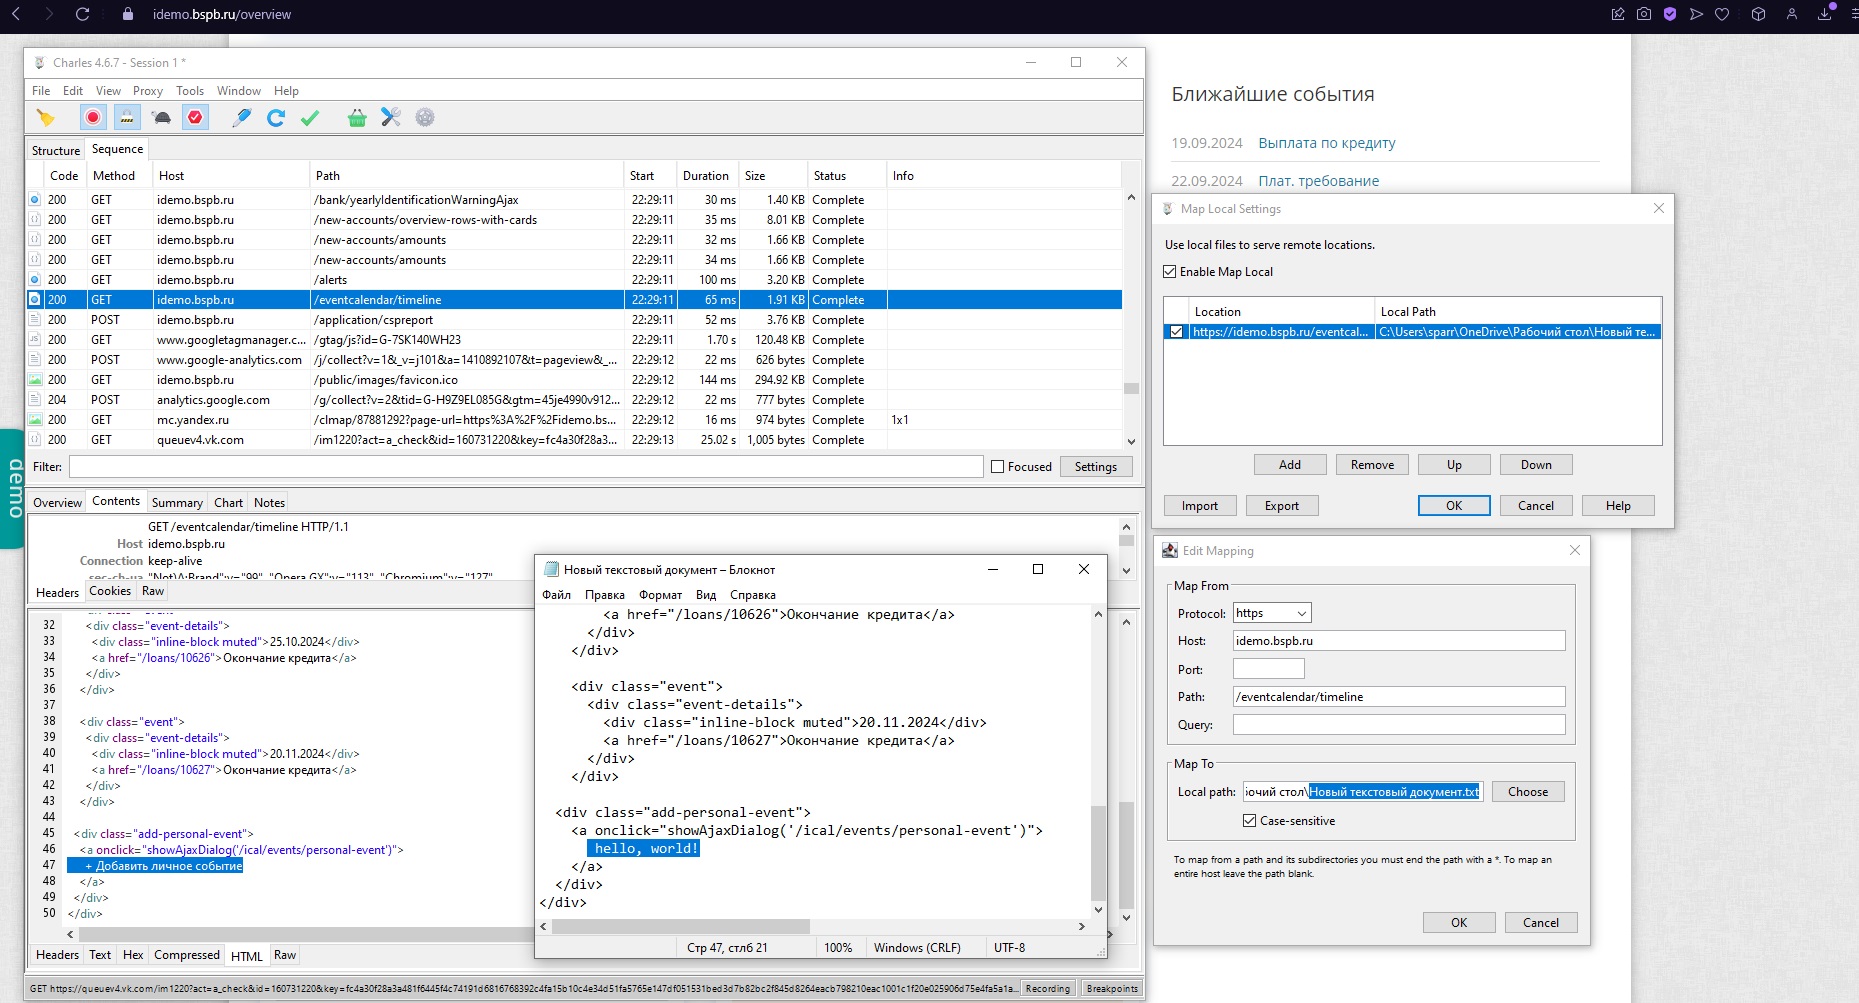 idemo.bspb.ru/overview
Charles 4.6.7 - Session 1 *
File Edit View Proxy Tools Window Help
Structure Sequence
Code Method Host Path Start Duration Size Status Info
200 GET idemo.bspb.ru /bank/yearlyIdentificationWarningAjax 22:29:11 30 ms 1.40 KB Complete
200 GET idemo.bspb.ru /new-accounts/overview-rows-with-cards 22:29:11 35 ms 8.01 KB Complete
200 GET idemo.bspb.ru /new-accounts/amounts 22:29:11 32 ms 1.66 KB Complete
200 GET idemo.bspb.ru /new-accounts/amounts 22:29:11 34 ms 1.66 KB Complete
200 GET idemo.bspb.ru /alerts 22:29:11 100 ms 3.20 KB Complete
200 GET idemo.bspb.ru /eventcalendar/timeline 22:29:11 65 ms 1.91 KB Complete
200 POST idemo.bspb.ru /application/cspreport 22:29:11 52 ms 3.76 KB Complete
200 GET www.googletagmanager.c... /gtag/js?id=G-7SK140WH23 22:29:11 1.70 s 120.48 KB Complete
200 POST www.google-analytics.com /j/collect?v=1&_v=j101&a=1410892107&t=pageview&_... 22:29:12 22 ms 626 bytes Complete
200 GET idemo.bspb.ru /public/images/favicon.ico 22:29:12 144 ms 294.92 KB Complete
204 POST analytics.google.com /g/collect?v=2&tid=G-H9Z9EL085G&gtm=45je4990v912... 22:29:12 22 ms 777 bytes Complete
200 GET mc.yandex.ru /clmap/87881292?page-url=https%3A%2F%2Fidemo.bs... 22:29:12 16 ms 974 bytes Complete 1x1
200 GET queuev4.vk.com /im1220?act=a_check&id=160731220&key=fc4a30f28a3... 22:29:13 25.02 s 1,005 bytes Complete
Filter: Focused Settings
Overview Contents Summary Chart Notes
GET /eventcalendar/timeline HTTP/1.1
Host idemo.bspb.ru
Connection keep-alive
sec-ch-ua "Not)A;Brand";v="99", "Opera GX";v="113", "Chromium";v="127"
Headers Cookies Raw
32 <div class="event-details">
33 <div class="inline-block muted">25.10.2024</div>
34 <a href="/loans/10626">Окончание кредита</a>
35 </div>
36 </div>
37
38 <div class="event">
39 <div class="event-details">
40 <div class="inline-block muted">20.11.2024</div>
41 <a href="/loans/10627">Окончание кредита</a>
42 </div>
43 </div>
44
45 <div class="add-personal-event">
46 <a onclick="showAjaxDialog('/ical/events/personal-event')">
47 + Добавить личное событие
48 </a>
49 </div>
50 </div>
Headers Text Hex Compressed HTML Raw
GET https://queuev4.vk.com/im1220?act=a_check&id=160731220&key=fc4a30f28a3a481f6445f4c74191d6816768392c4fa15b10c4e34d51fa5765e147df051531bed3d7b82bc2f845d8264eacb798210eac1001c1f20e025906d75e4fa5a1a...
Recording Breakpoints
demo
Новый текстовый документ – Блокнот
Файл Правка Формат Вид Справка
<a href="/loans/10626">Окончание кредита</a>
</div>
</div>
<div class="event">
<div class="event-details">
<div class="inline-block muted">20.11.2024</div>
<a href="/loans/10627">Окончание кредита</a>
</div>
</div>
<div class="add-personal-event">
<a onclick="showAjaxDialog('/ical/events/personal-event')">
hello, world!
</a>
</div>
</div>
Стр 47, стлб 21 100% Windows (CRLF) UTF-8
Ближайшие события
19.09.2024 Выплата по кредиту
22.09.2024 Плат. требование
Map Local Settings
Use local files to serve remote locations.
Enable Map Local
Location Local Path
https://idemo.bspb.ru/eventcal... C:\Users\sparr\OneDrive\Рабочий стол\Новый те...
Add Remove Up Down
Import Export OK Cancel Help
Edit Mapping
Map From
Protocol: https
Host: idemo.bspb.ru
Port:
Path: /eventcalendar/timeline
Query:
Map To
Local path: очий стол\Новый текстовый документ.txt Choose
Case-sensitive
To map from a path and its subdirectories you must end the path with a *. To map an
entire host leave the path blank.
OK Cancel